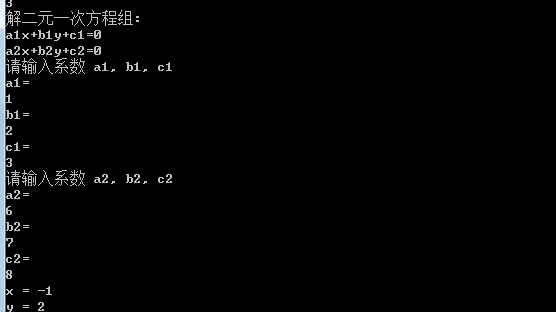 3
解二元一次方程组:
a1x+b1y+c1=0
a2x+b2y+c2=0
请输入系数 a1, b1, c1
a1=
1
b1=
2
c1=
3
请输入系数 a2, b2, c2
a2=
6
b2=
7
c2=
8
x = -1
y = 2